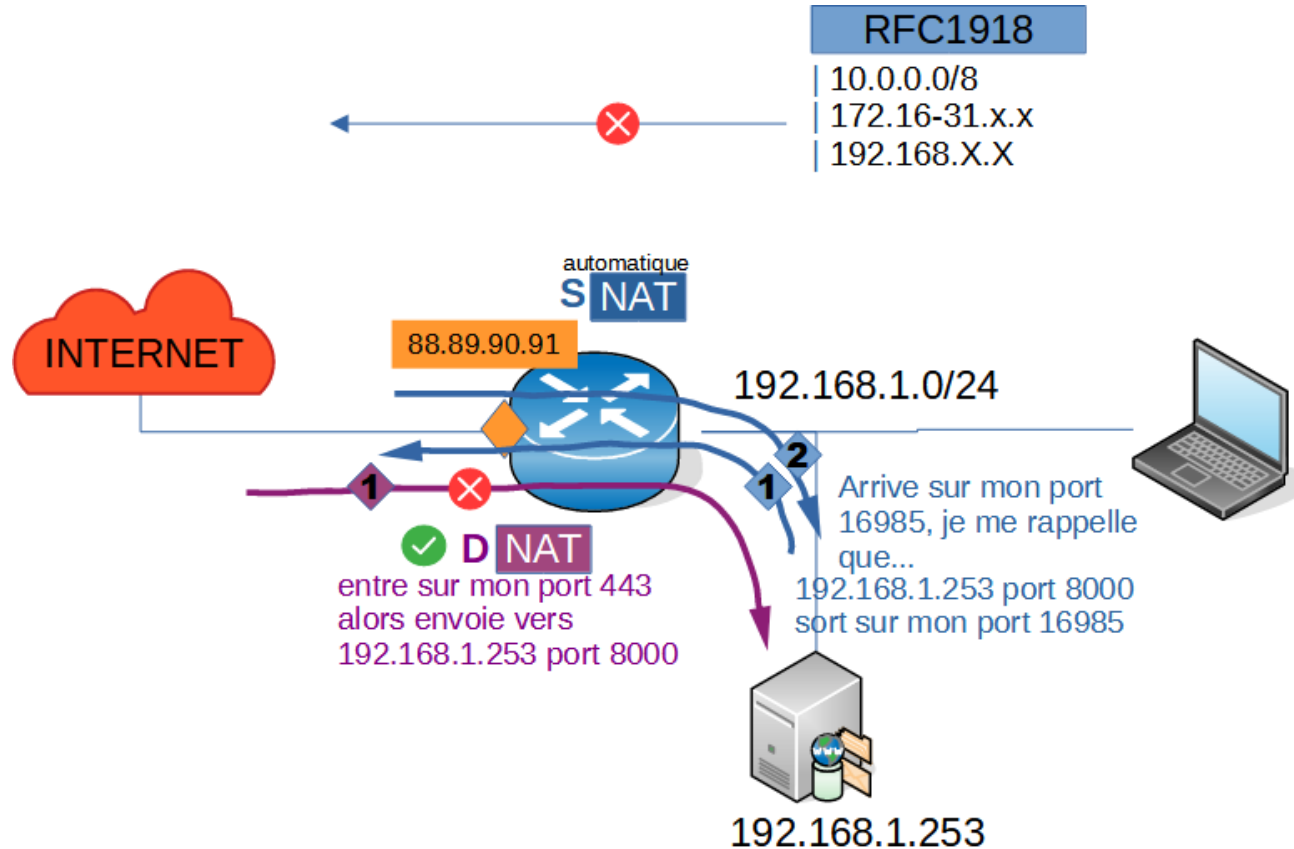 RFC1918
| 10.0.0.0/8
| 172.16-31.x.x
| 192.168.X.X
automatique
S NAT
INTERNET
88.89.90.91
192.168.1.0/24
2
1
1
Arrive sur mon port
16985, je me rappelle
que...
192.168.1.253 port 8000
sort sur mon port 16985
D NAT
entre sur mon port 443
alors envoie vers
192.168.1.253 port 8000
192.168.1.253